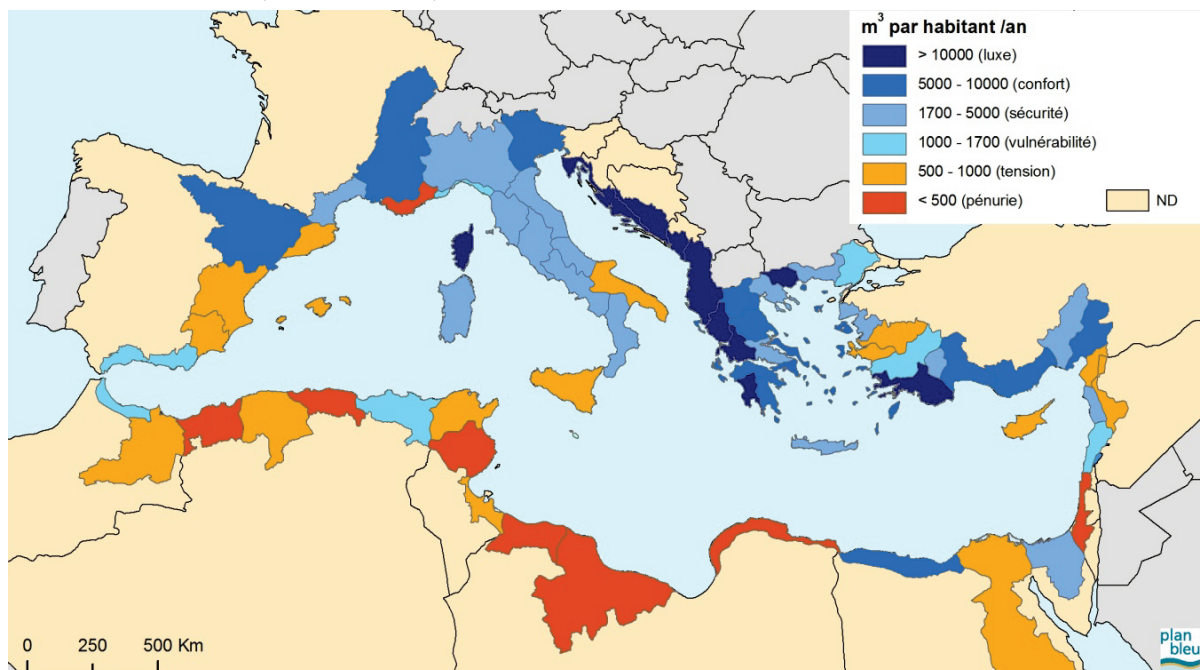 m³ par habitant /an
> 10000 (luxe)
5000 - 10000 (confort)
1700 - 5000 (sécurité)
1000 - 1700 (vulnérabilité)
500 - 1000 (tension)
< 500 (pénurie)
ND
0 250 500 Km
plan
bleu